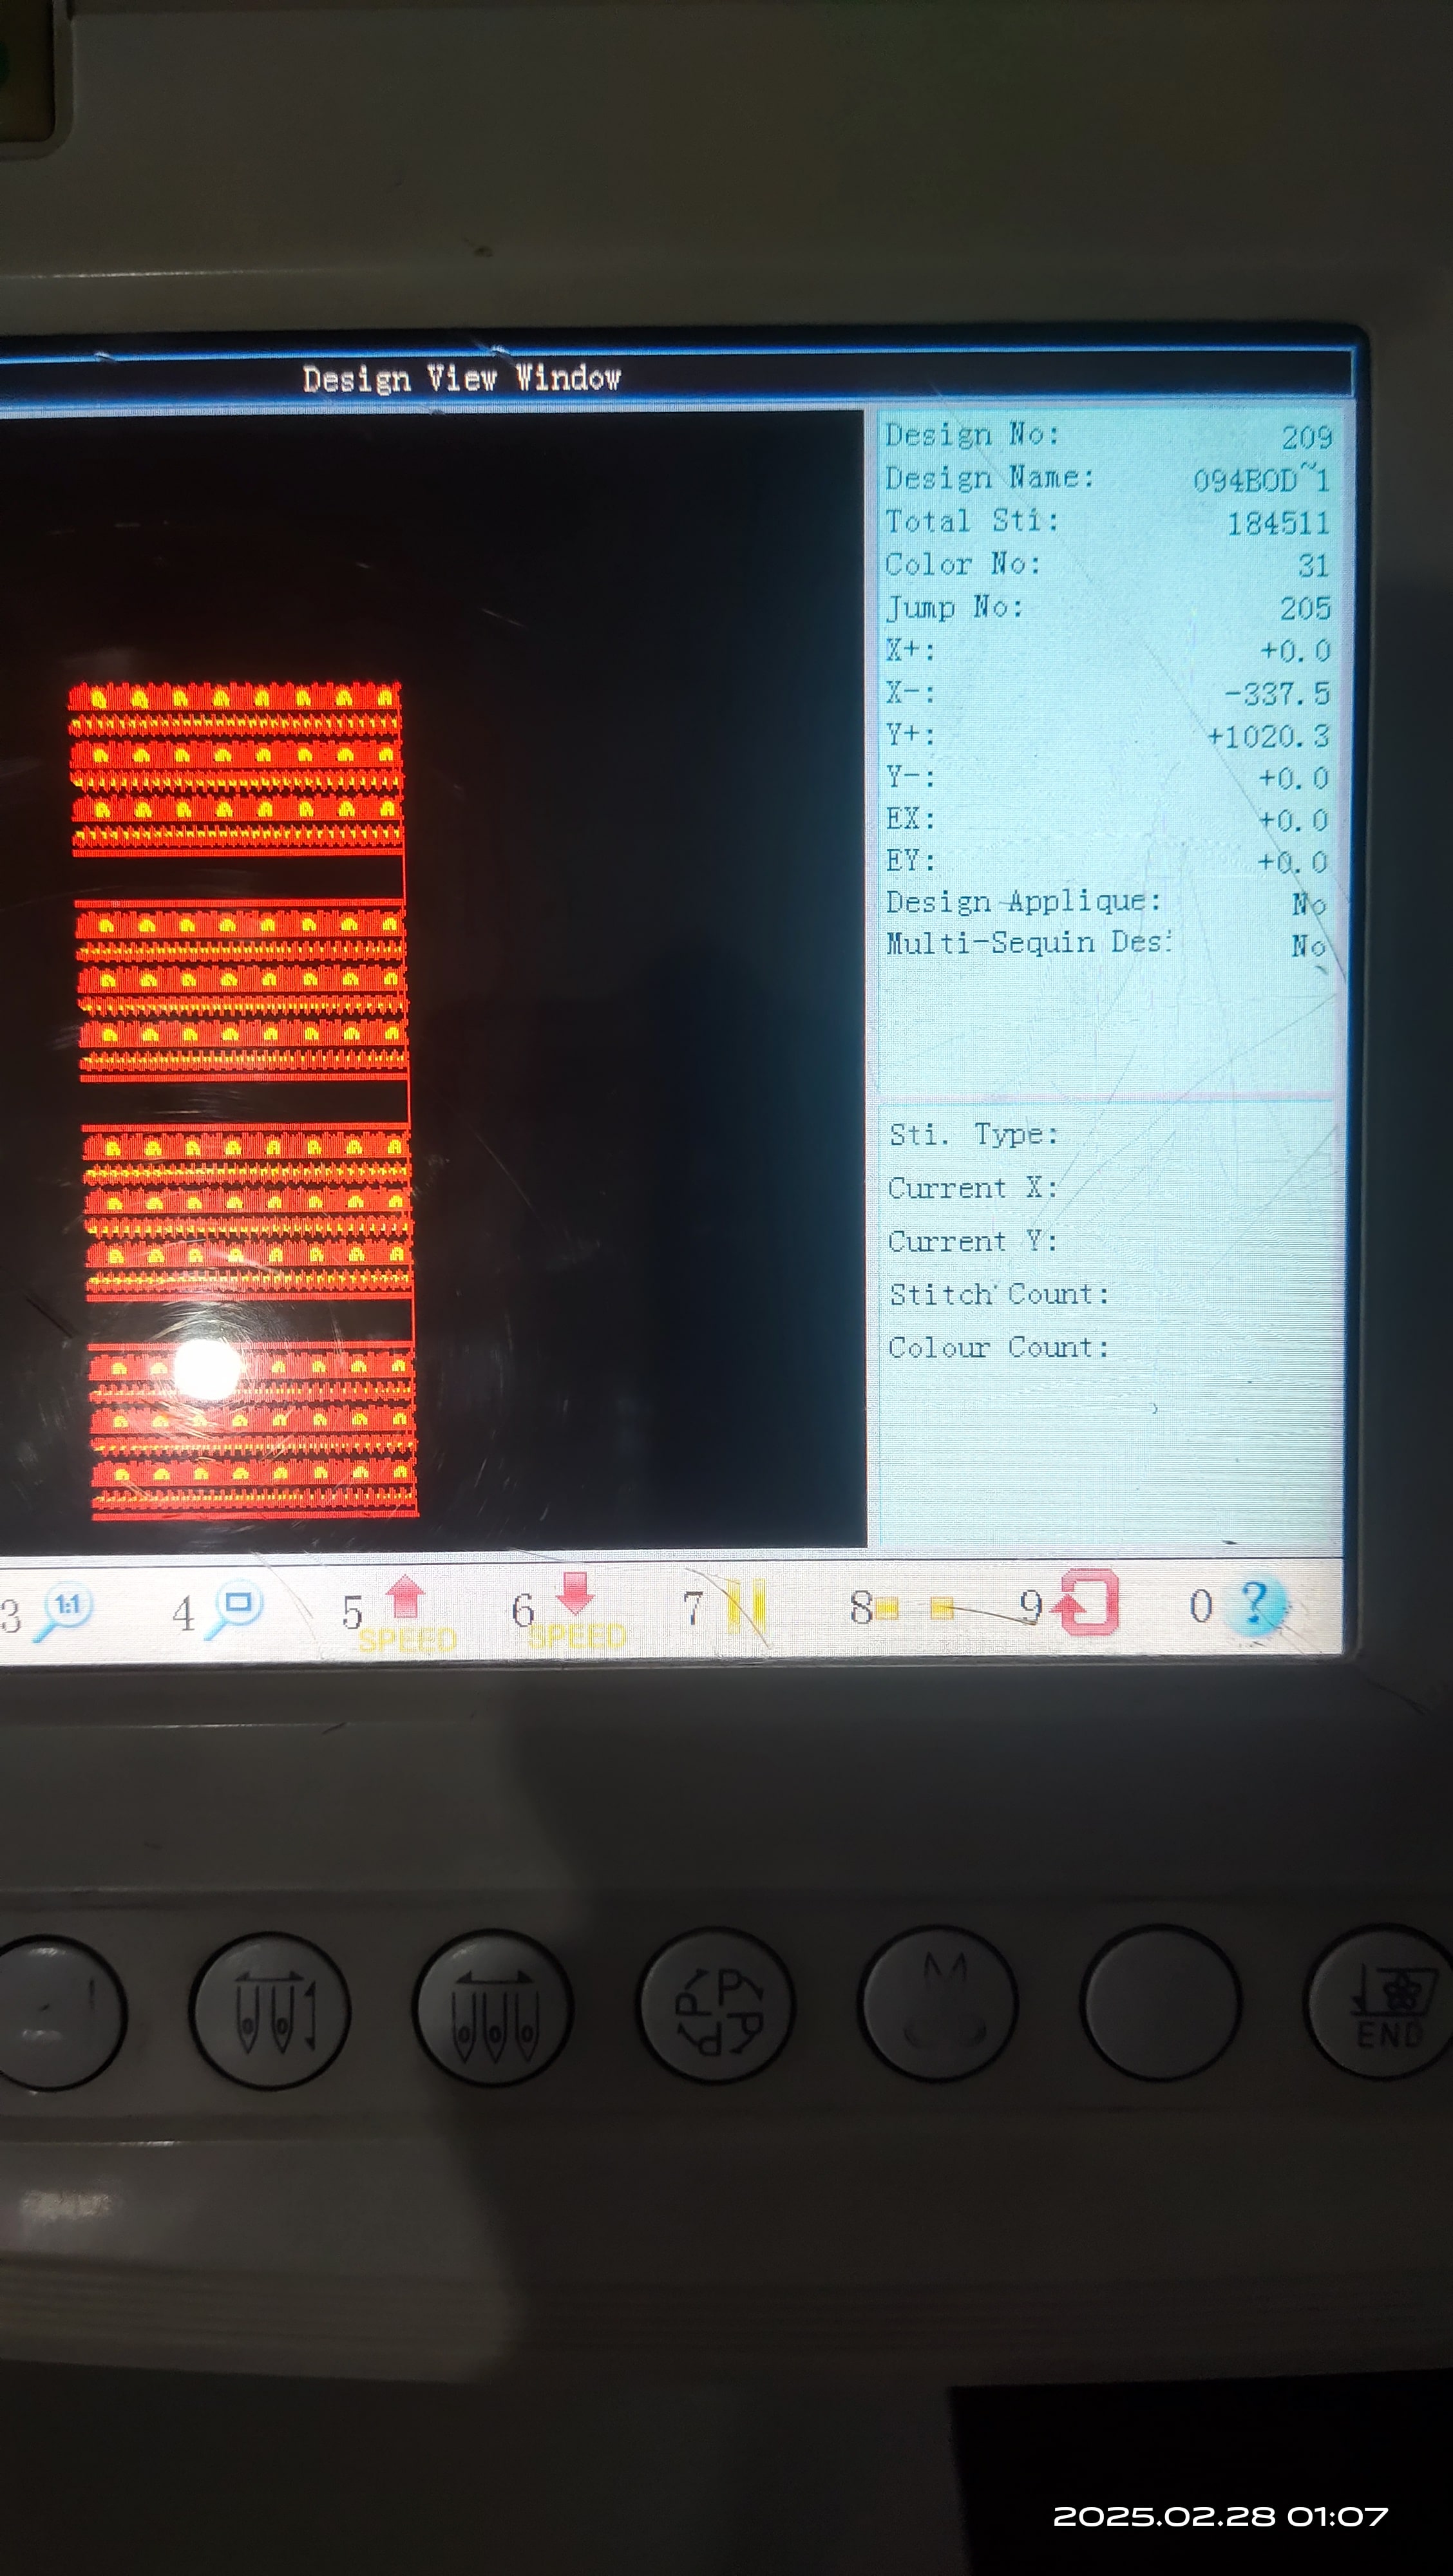 Design View Window
Design No: 209
Design Name: 094BOD~1
Total Sti: 184511
Color No: 31
Jump No: 205
X+: +0.0
X-: -337.5
Y+: +1020.3
Y-: +0.0
EX: +0.0
EY: +0.0
Design Applique: No
Multi-Sequin Des: No
Sti. Type:
Current X:
Current Y:
Stitch Count:
Colour Count:
3 1:1 4 5 SPEED 6 SPEED 7 8 9 0 ?
P P P P M END
2025.02.28 01:07